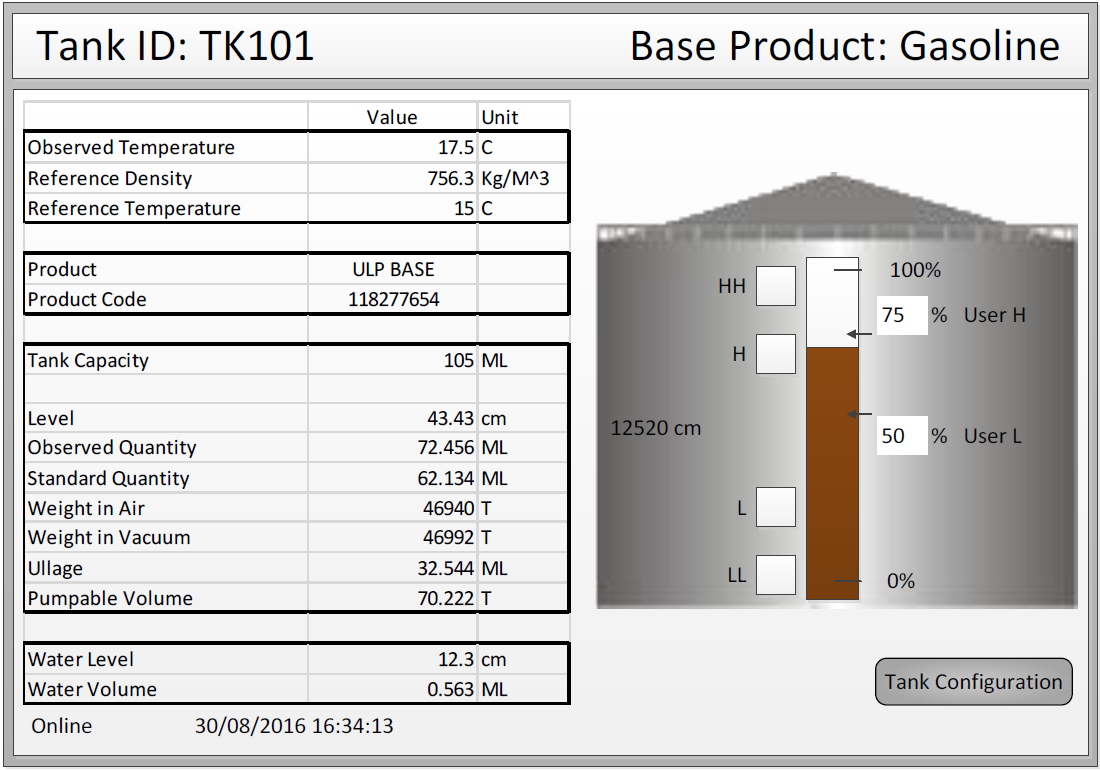 Tank ID: TK101 Base Product: Gasoline
Value Unit
Observed Temperature 17.5 C
Reference Density 756.3 Kg/M^3
Reference Temperature 15 C
Product ULP BASE
Product Code 118277654
Tank Capacity 105 ML
Level 43.43 cm
Observed Quantity 72.456 ML
Standard Quantity 62.134 ML
Weight in Air 46940 T
Weight in Vacuum 46992 T
Ullage 32.544 ML
Pumpable Volume 70.222 T
Water Level 12.3 cm
Water Volume 0.563 ML
Online 30/08/2016 16:34:13
100%
HH
75 % User H
H
12520 cm
50 % User L
L
LL
0%
Tank Configuration